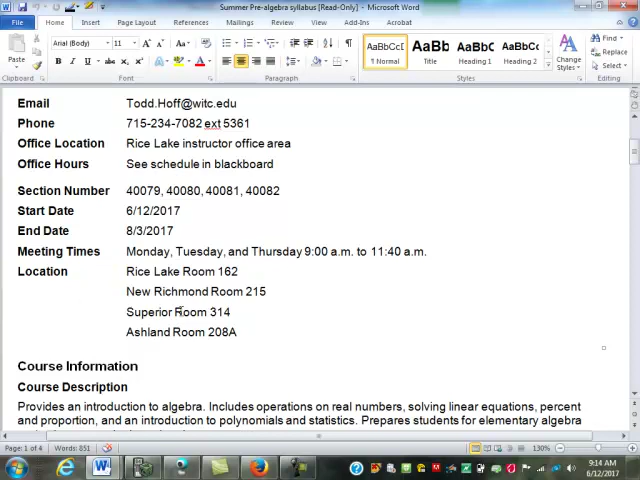 Summer Pre-algebra syllabus [Read-Only] - Microsoft Word
File Home Insert Page Layout References Mailings Review View Add-Ins Acrobat
Paste
Clipboard
Arial (Body) 11
Font
Paragraph
AaBbCcD
¶ Normal
AaBb
Title
AaBbC
Heading 1
AaBbCc
Heading 2
Change Styles
Styles
Find
Replace
Select
Editing
Email Todd.Hoff@witc.edu
Phone 715-234-7082 ext 5361
Office Location Rice Lake instructor office area
Office Hours See schedule in blackboard
Section Number 40079, 40080, 40081, 40082
Start Date 6/12/2017
End Date 8/3/2017
Meeting Times Monday, Tuesday, and Thursday 9:00 a.m. to 11:40 a.m.
Location Rice Lake Room 162
New Richmond Room 215
Superior Room 314
Ashland Room 208A
Course Information
Course Description
Provides an introduction to algebra. Includes operations on real numbers, solving linear equations, percent
and proportion, and an introduction to polynomials and statistics. Prepares students for elementary algebra
Page: 1 of 4 Words: 851 130%
9:14 AM
6/12/2017